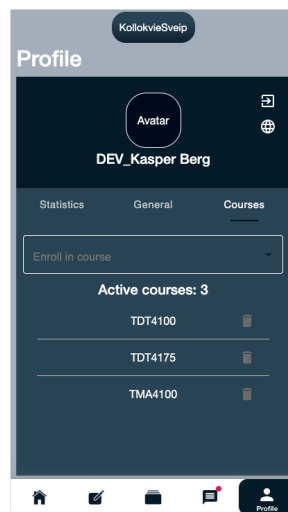 KollokvieSveip
Profile
Avatar
DEV_Kasper Berg
Statistics General Courses
Enroll in course
Active courses: 3
TDT4100
TDT4175
TMA4100
Profile